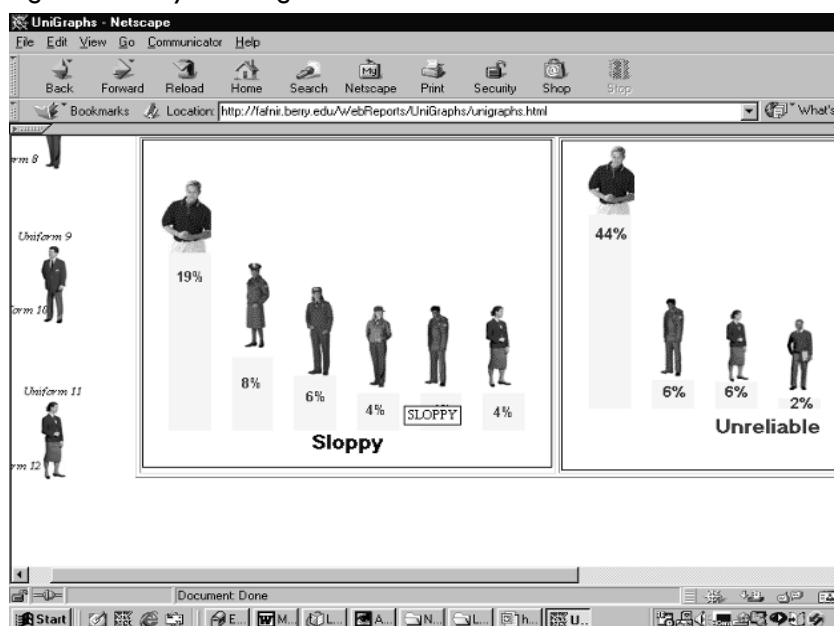 UniGraphs - Netscape
File Edit View Go Communicator Help
Back Forward Reload Home Search Netscape Print Security Shop Stop
Bookmarks Location: http://fafnir.berry.edu/WebReports/UniGraphs/unigraphs.html What's
Uniform 9
Uniform 11
19%
8%
6%
4%
SLOPPY
4%
Sloppy
44%
6%
6%
2%
Unreliable
Document: Done
Start E... M... L... A... N... L... h... U...